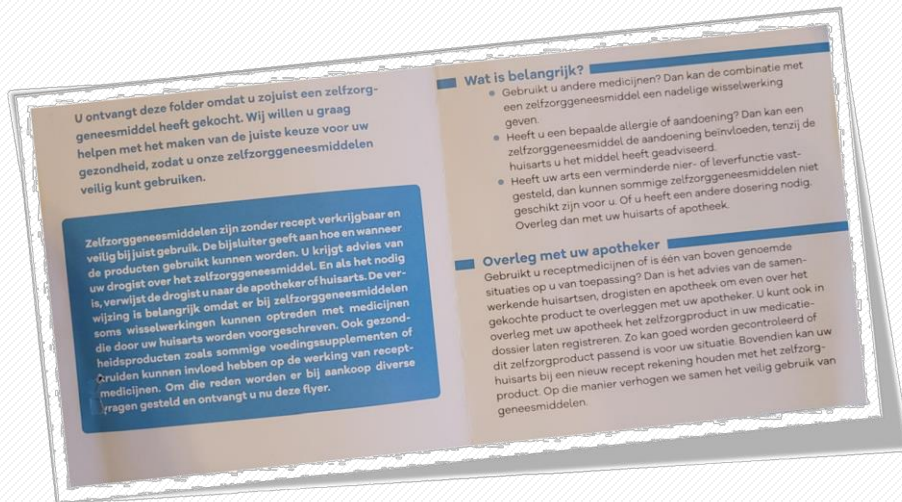 U ontvangt deze folder omdat u zojuist een zelfzorg-
geneesmiddel heeft gekocht. Wij willen u graag
helpen met het maken van de juiste keuze voor uw
gezondheid, zodat u onze zelfzorggeneesmiddelen
veilig kunt gebruiken.
Zelfzorggeneesmiddelen zijn zonder recept verkrijgbaar en
veilig bij juist gebruik. De bijsluiter geeft aan hoe en wanneer
de producten gebruikt kunnen worden. U krijgt advies van
uw drogist over het zelfzorggeneesmiddel. En als het nodig
is, verwijst de drogist u naar de apotheker of huisarts. De ver-
wijzing is belangrijk omdat er bij zelfzorggeneesmiddelen
soms wisselwerkingen kunnen optreden met medicijnen
die door uw huisarts worden voorgeschreven. Ook gezond-
heidsproducten zoals sommige voedingssupplementen of
kruiden kunnen invloed hebben op de werking van recept-
medicijnen. Om die reden worden er bij aankoop diverse
vragen gesteld en ontvangt u nu deze flyer.
Wat is belangrijk?
• Gebruikt u andere medicijnen? Dan kan de combinatie met
een zelfzorggeneesmiddel een nadelige wisselwerking
geven.
• Heeft u een bepaalde allergie of aandoening? Dan kan een
zelfzorggeneesmiddel de aandoening beïnvloeden, tenzij de
huisarts u het middel heeft geadviseerd.
• Heeft uw arts een verminderde nier- of leverfunctie vast-
gesteld, dan kunnen sommige zelfzorggeneesmiddelen niet
geschikt zijn voor u. Of u heeft een andere dosering nodig.
Overleg dan met uw huisarts of apotheek.
Overleg met uw apotheker
Gebruikt u receptmedicijnen of is één van boven genoemde
situaties op u van toepassing? Dan is het advies van de samen-
werkende huisartsen, drogisten en apotheek om even over het
gekochte product te overleggen met uw apotheker. U kunt ook in
overleg met uw apotheek het zelfzorgproduct in uw medicatie-
dossier laten registreren. Zo kan goed worden gecontroleerd of
dit zelfzorgproduct passend is voor uw situatie. Bovendien kan uw
huisarts bij een nieuw recept rekening houden met het zelfzorg-
product. Op die manier verhogen we samen het veilig gebruik van
geneesmiddelen.